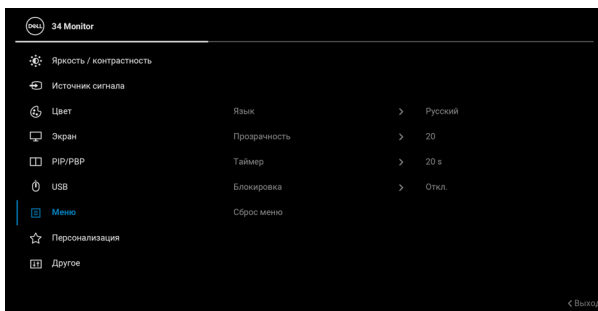 DELL 34 Monitor
Яркость / контрастность
Источник сигнала
Цвет Язык Русский
Экран Прозрачность 20
PIP/PBP Таймер 20 s
USB Блокировка Откл.
Меню Сброс меню
Персонализация
Другое
Выход